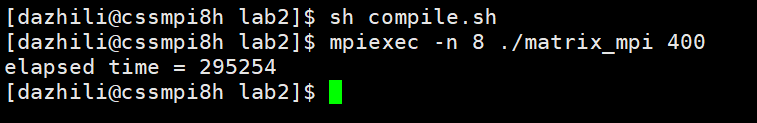 [dazhili@cssmpi8h lab2]$ sh compile.sh
[dazhili@cssmpi8h lab2]$ mpiexec -n 8 ./matrix_mpi 400
elapsed time = 295254
[dazhili@cssmpi8h lab2]$